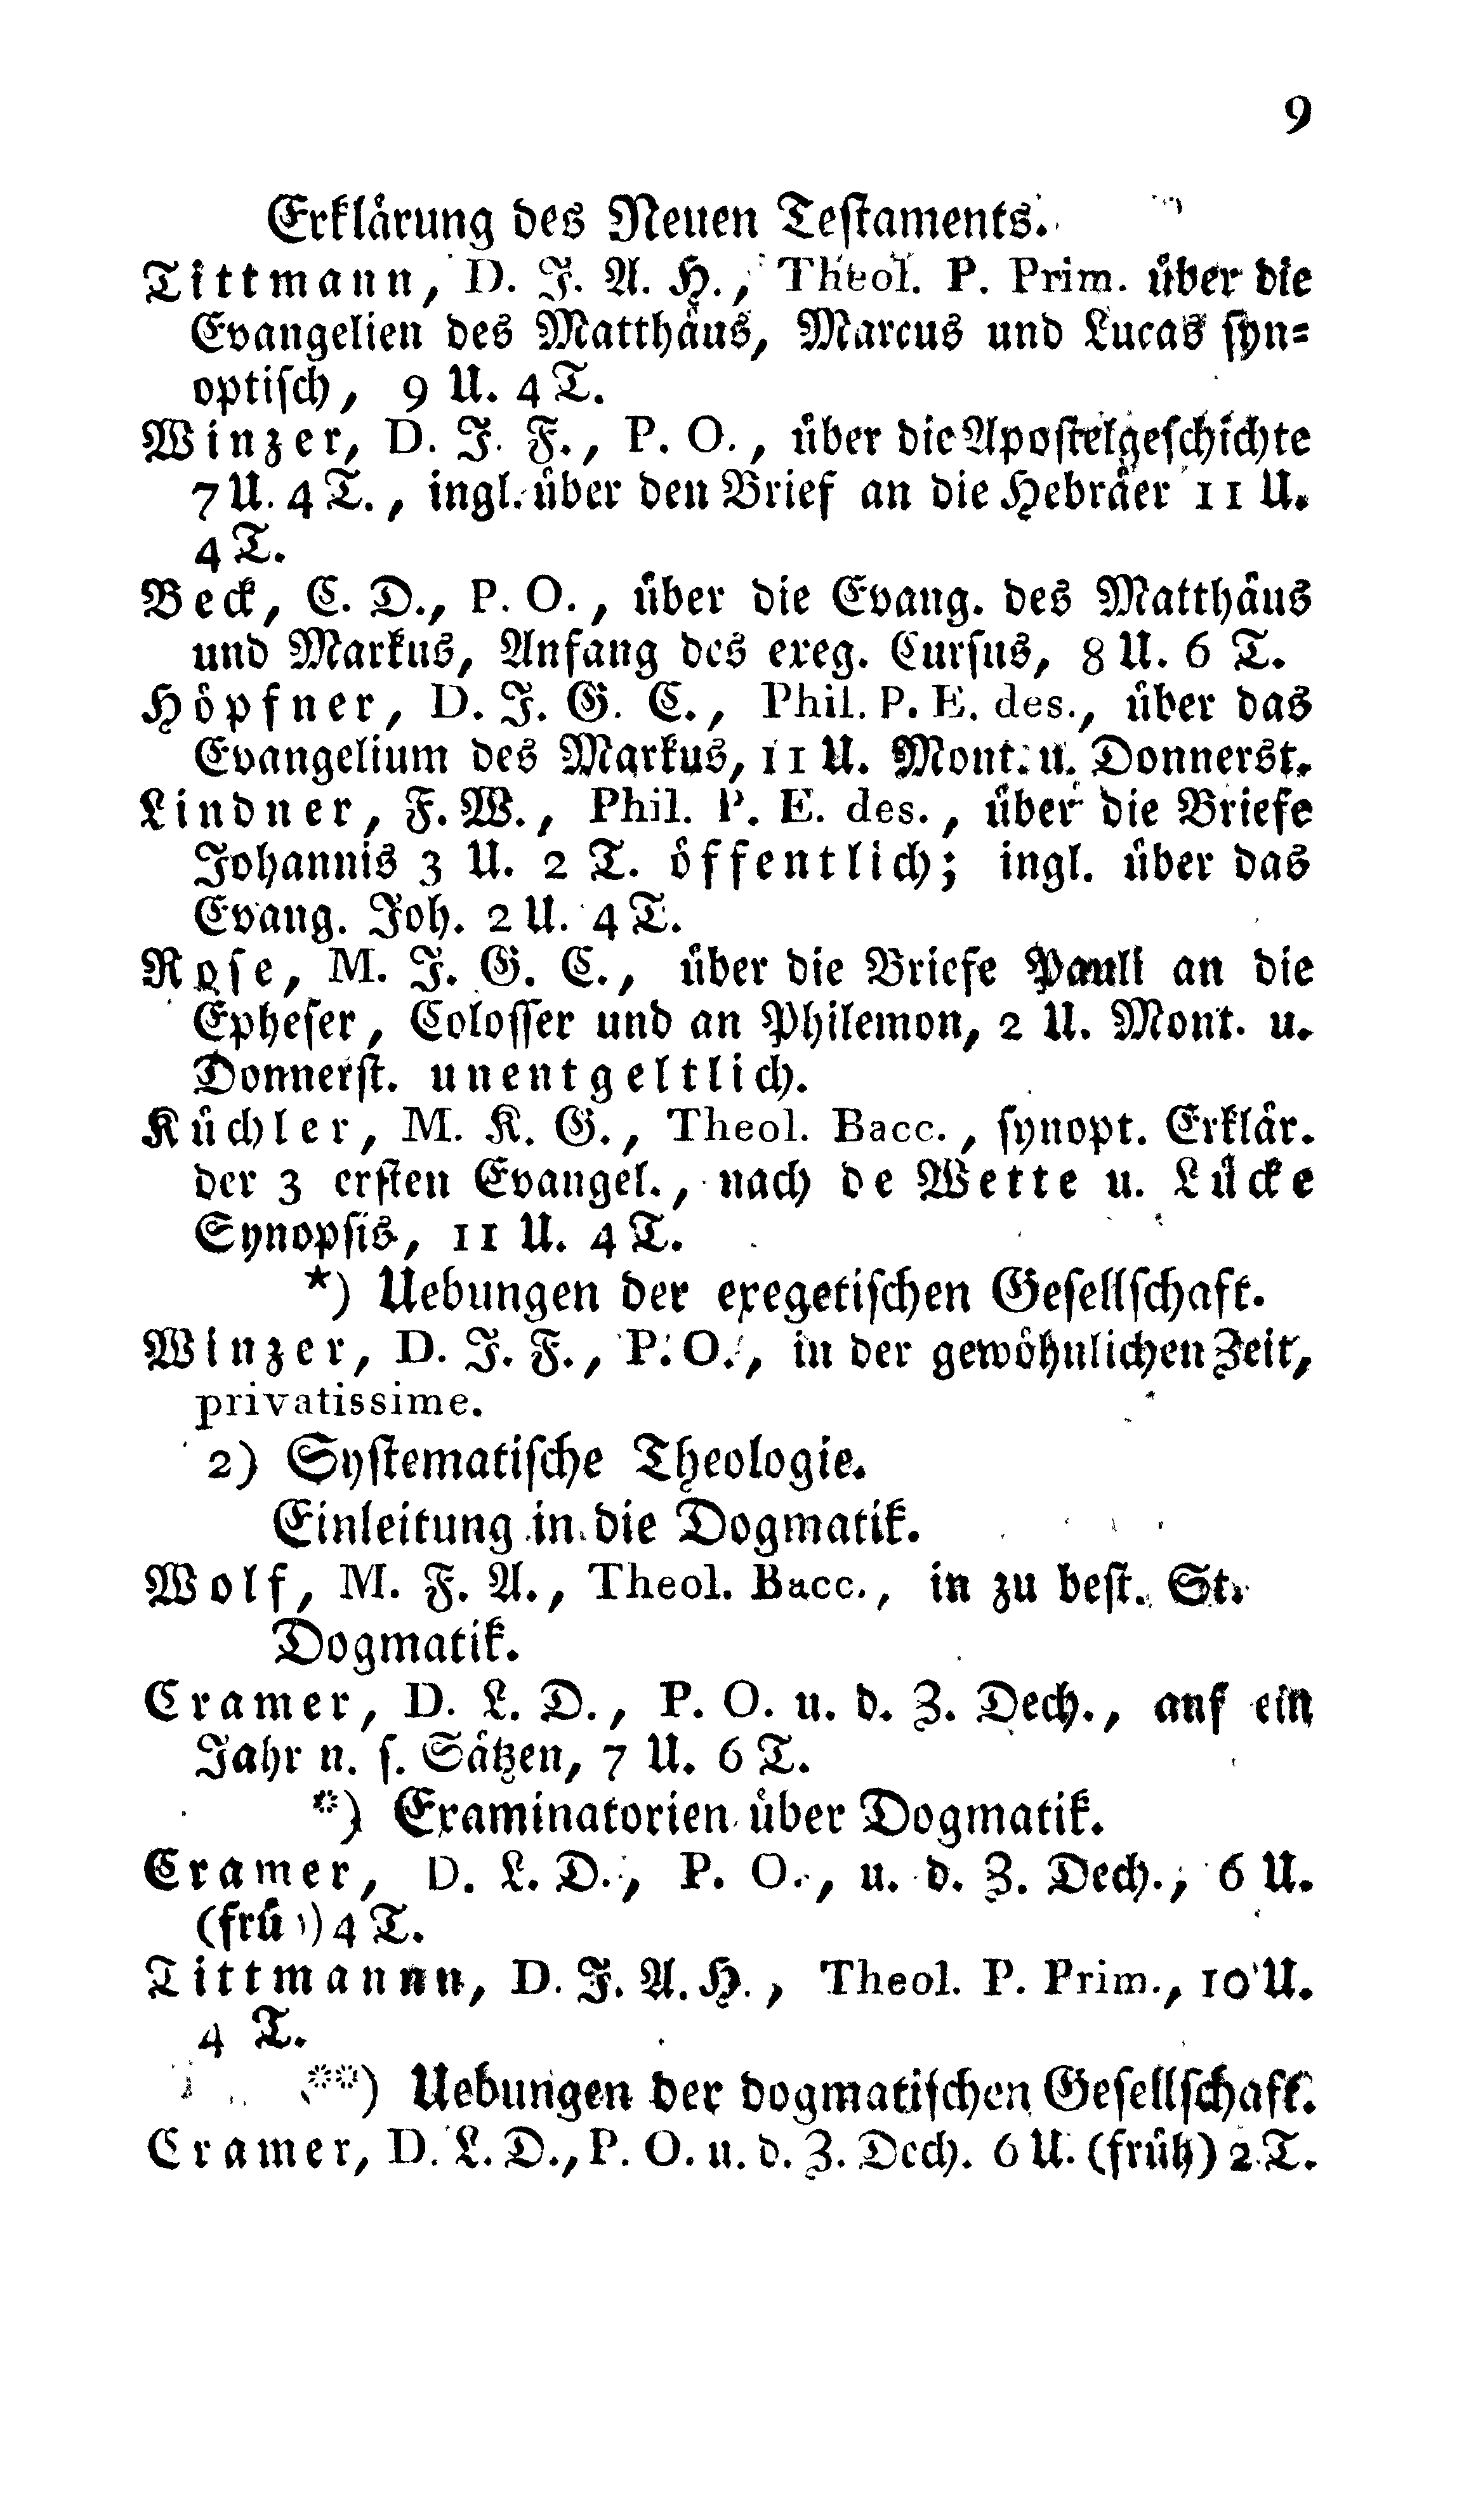 9
Erklärung des Neuen Testaments.
Tittmann, D. J. A. H., Theol. P. Prim. über die
Evangelien des Matthäus, Marcus und Lucas syn-
optisch, 9 U. 4 T.
Winzer, D. J. F., P. O., über die Apostelgeschichte
7 U. 4 T., ingl. über den Brief an die Hebräer 11 U.
4 T.
Beck, C. D., P. O., über die Evang. des Matthäus
und Markus, Anfang des exeg. Cursus, 8 U. 6 T.
Höpfner, D. J. G. C., Phil. P. E. des., über das
Evangelium des Markus, 11 U. Mont. u. Donnerst.
Lindner, F. W., Phil. P. E. des., über die Briefe
Johannis 3 U. 2 T. öffentlich; ingl. über das
Evang. Joh. 2 U. 4 T.
Rose, M. J. G. C., über die Briefe Pauli an die
Epheser, Colosser und an Philemon, 2 U. Mont. u.
Donnerst. unentgeltlich.
Küchler, M. K. G., Theol. Bacc., synopt. Erklär.
der 3 ersten Evangel., nach de Wette u. Lücke
Synopsis, 11 U. 4 T.
*) Uebungen der exegetischen Gesellschaft.
Winzer, D. J. F., P. O., in der gewöhnlichen Zeit,
privatissime.
2) Systematische Theologie.
Einleitung in die Dogmatik.
Wolf, M. F. A., Theol. Bacc., in zu best. St.
Dogmatik.
Cramer, D. L. D., P. O. u. d. Z. Dech., auf ein
Jahr n. s. Sätzen, 7 U. 6 T.
*) Examinatorien über Dogmatik.
Cramer, D. L. D., P. O., u. d. Z. Dech., 6 U.
(früh) 4 T.
Tittmannn, D. J. A. H., Theol. P. Prim., 10 U.
4 T.
**) Uebungen der dogmatischen Gesellschaft.
Cramer, D. L. D., P. O. u. d. Z. Dech. 6 U. (früh) 2 T.